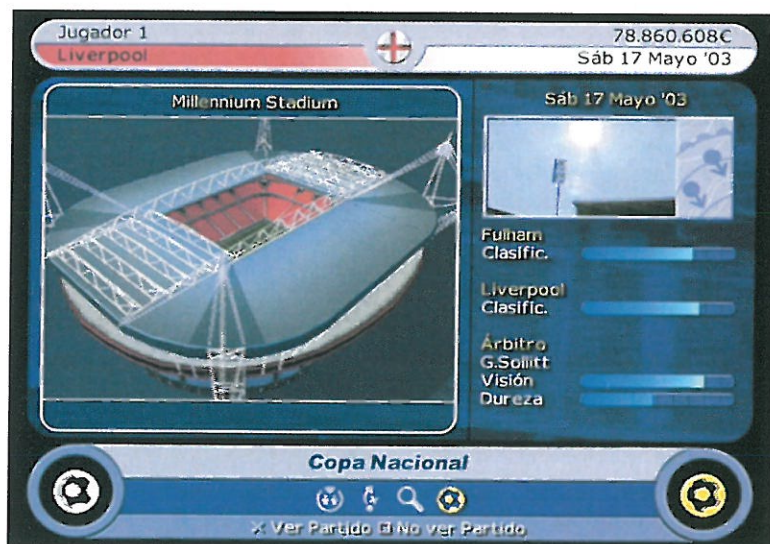 Jugador 1
78.860.608€
Liverpool
Sáb 17 Mayo '03
Millennium Stadium
Sáb 17 Mayo '03
Fulham
Clasific.
Liverpool
Clasific.
Árbitro
G.Sollitt
Visión
Dureza
Copa Nacional
X Ver Partido □ No ver Partido